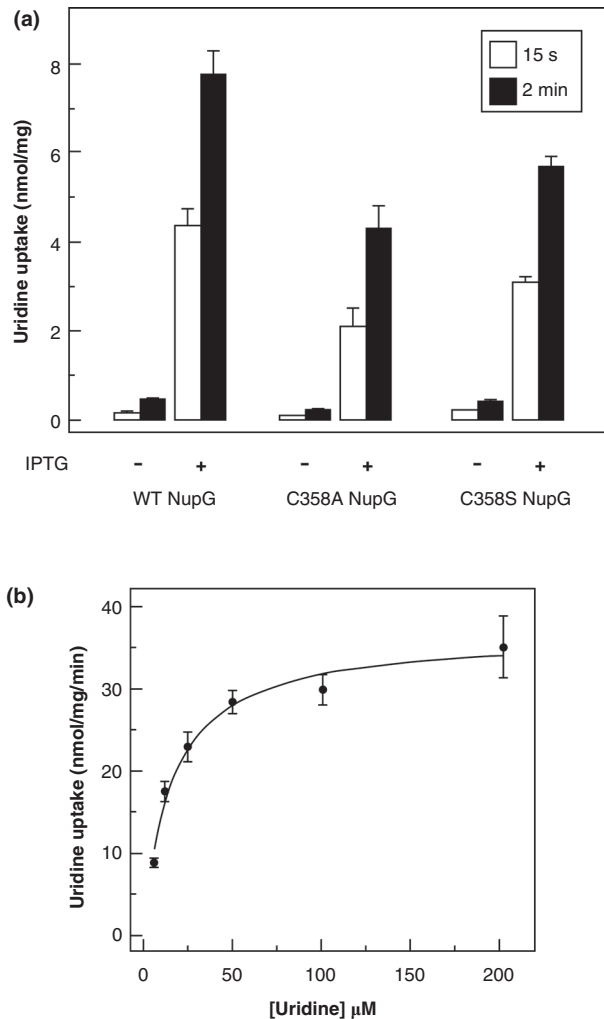 (a)
Uridine uptake (nmol/mg)
8
6
4
2
0
15 s
2 min
IPTG - + - + - +
WT NupG C358A NupG C358S NupG
(b)
Uridine uptake (nmol/mg/min)
40
30
20
10
0
0 50 100 150 200
[Uridine] μM